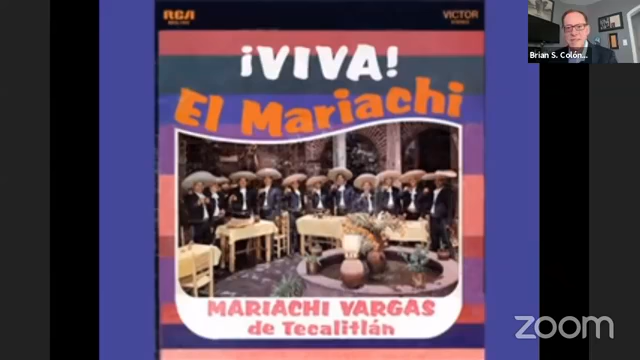 RCA
VICTOR
¡VIVA!
El Mariachi
MARIACHI VARGAS
de Tecalitlán
Brian S. Colón...
zoom